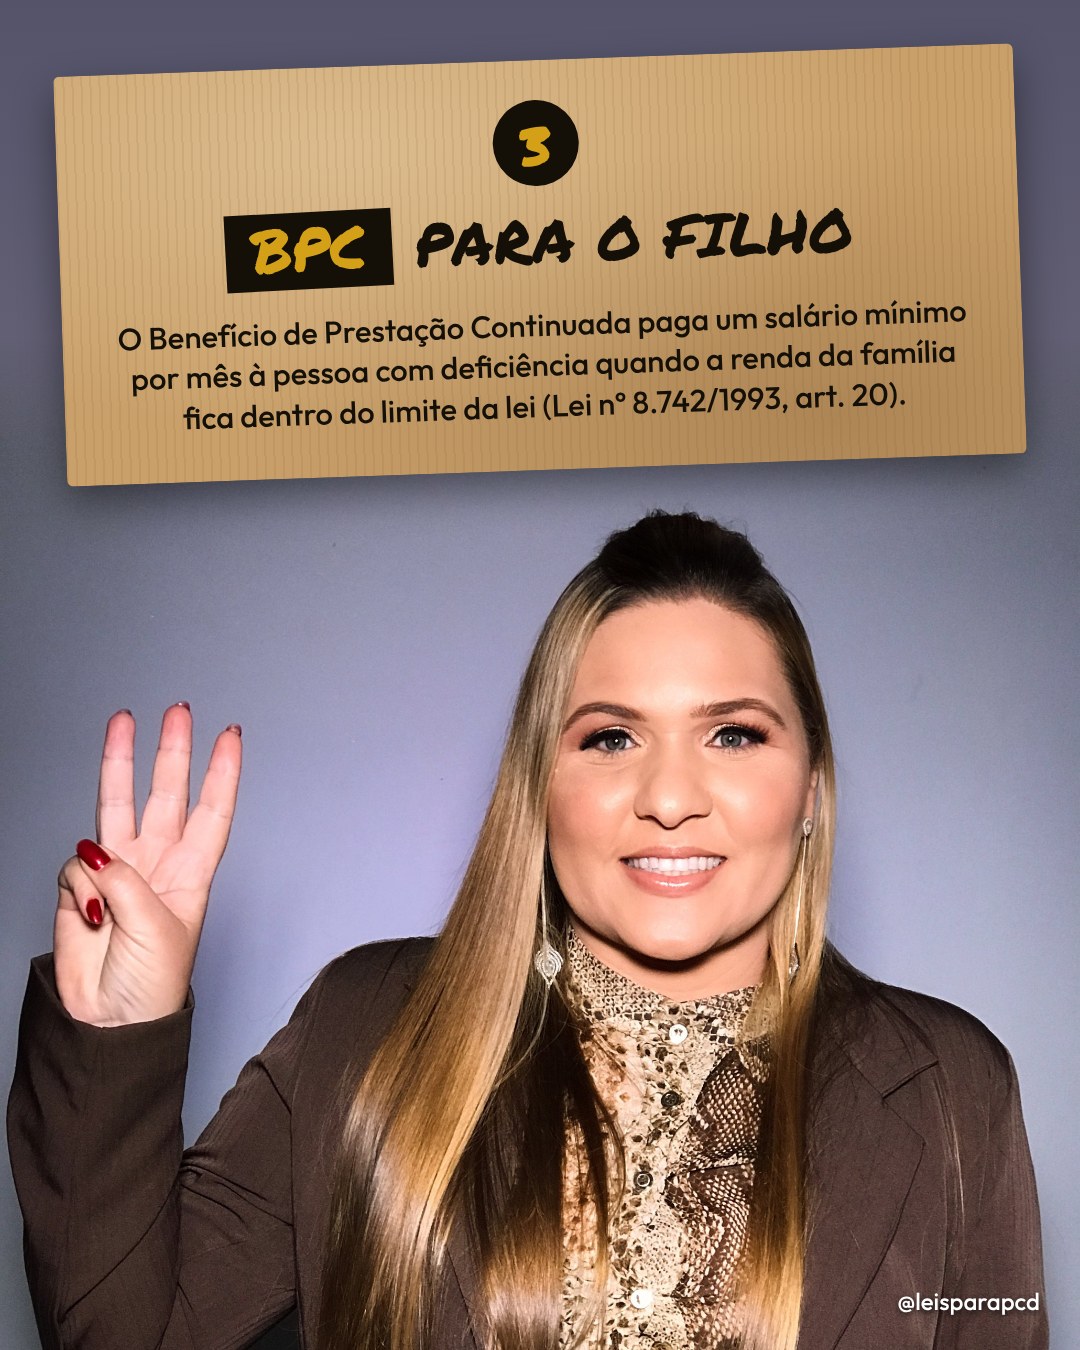 3
BPC PARA O FILHO
O Benefício de Prestação Continuada paga um salário mínimo
por mês à pessoa com deficiência quando a renda da família
fica dentro do limite da lei (Lei nº 8.742/1993, art. 20).
@leisparapcd